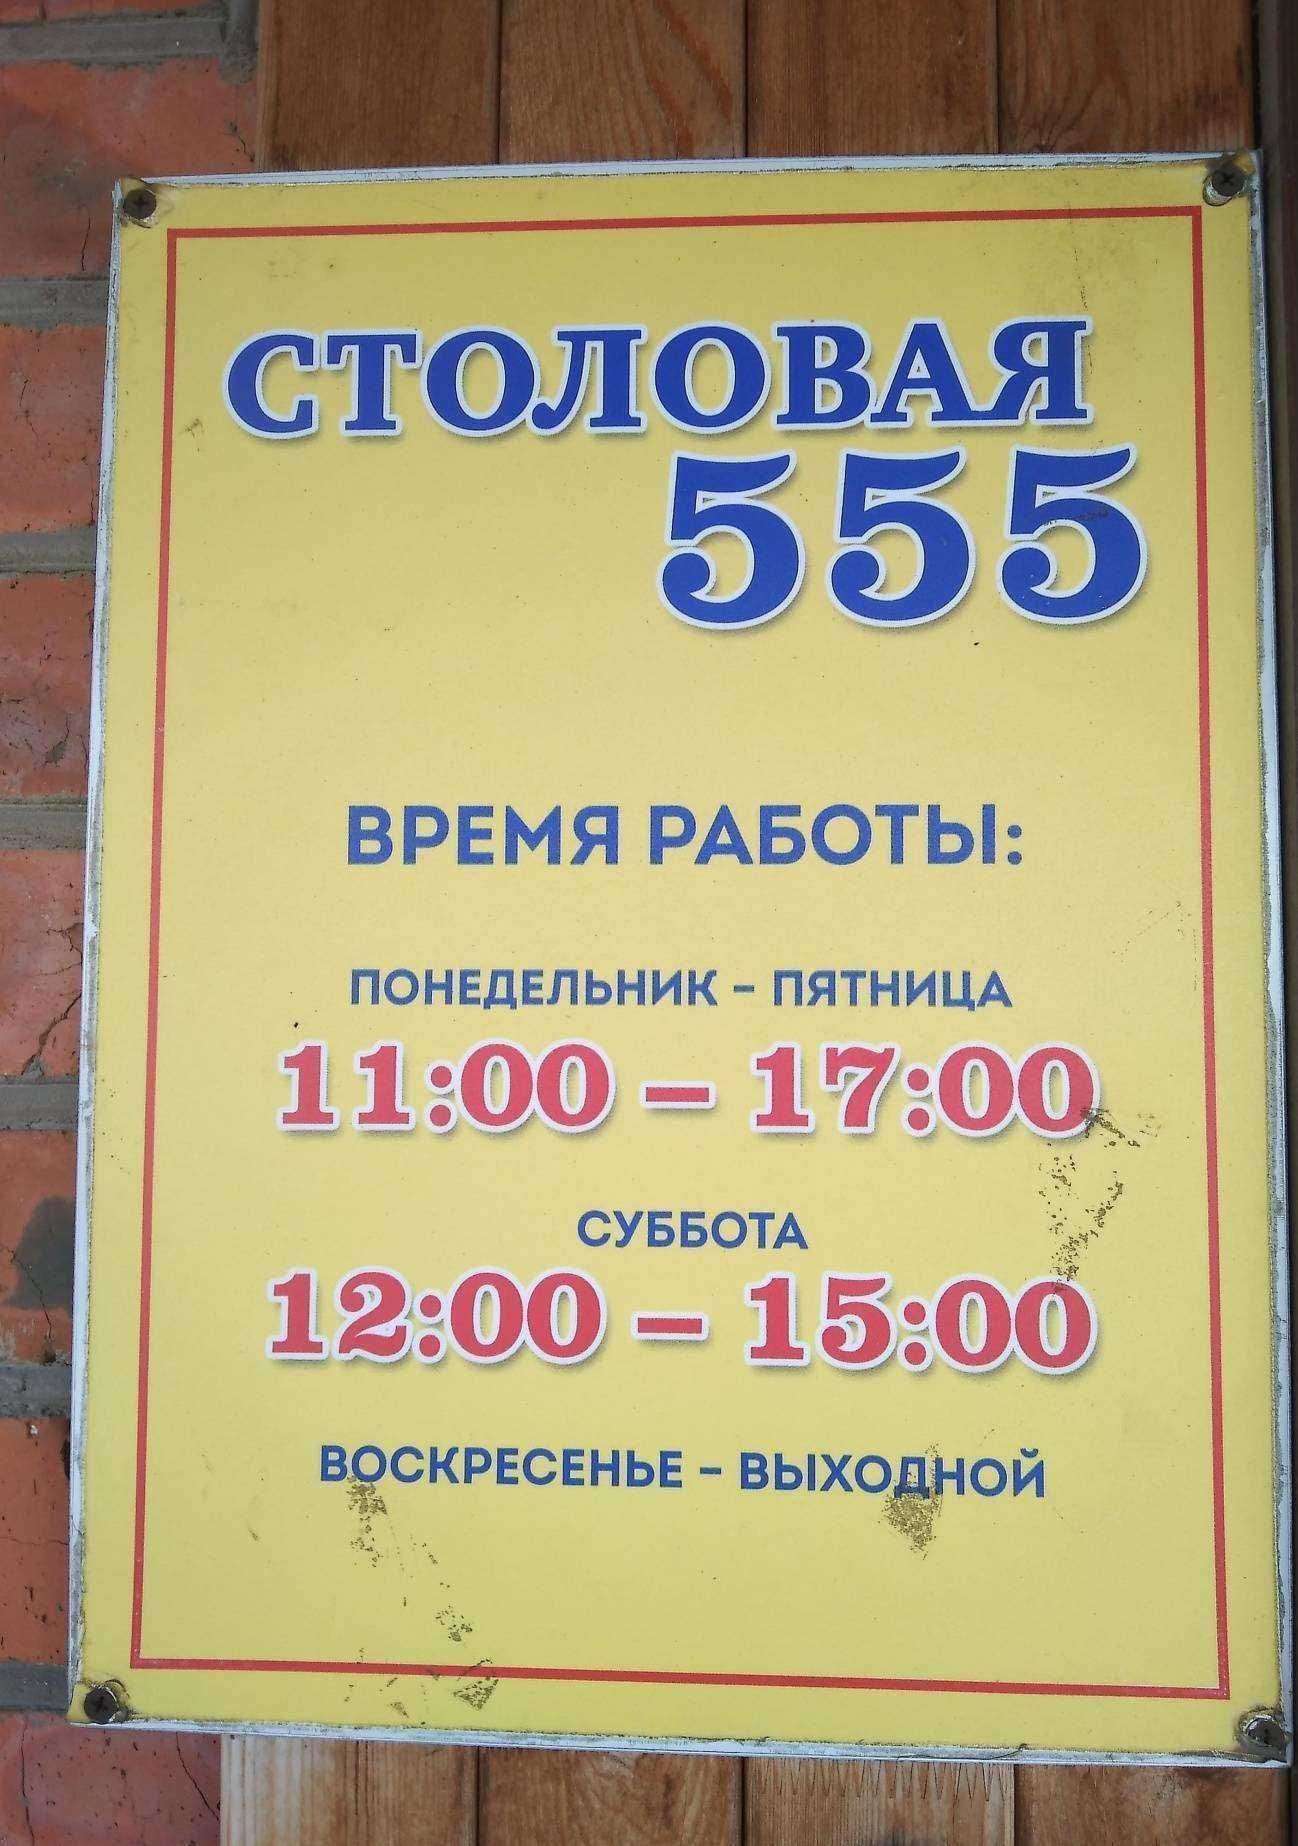 СТОЛОВАЯ
555
ВРЕМЯ РАБОТЫ:
ПОНЕДЕЛЬНИК – ПЯТНИЦА
11:00 – 17:00
СУББОТА
12:00 – 15:00
ВОСКРЕСЕНЬЕ – ВЫХОДНОЙ